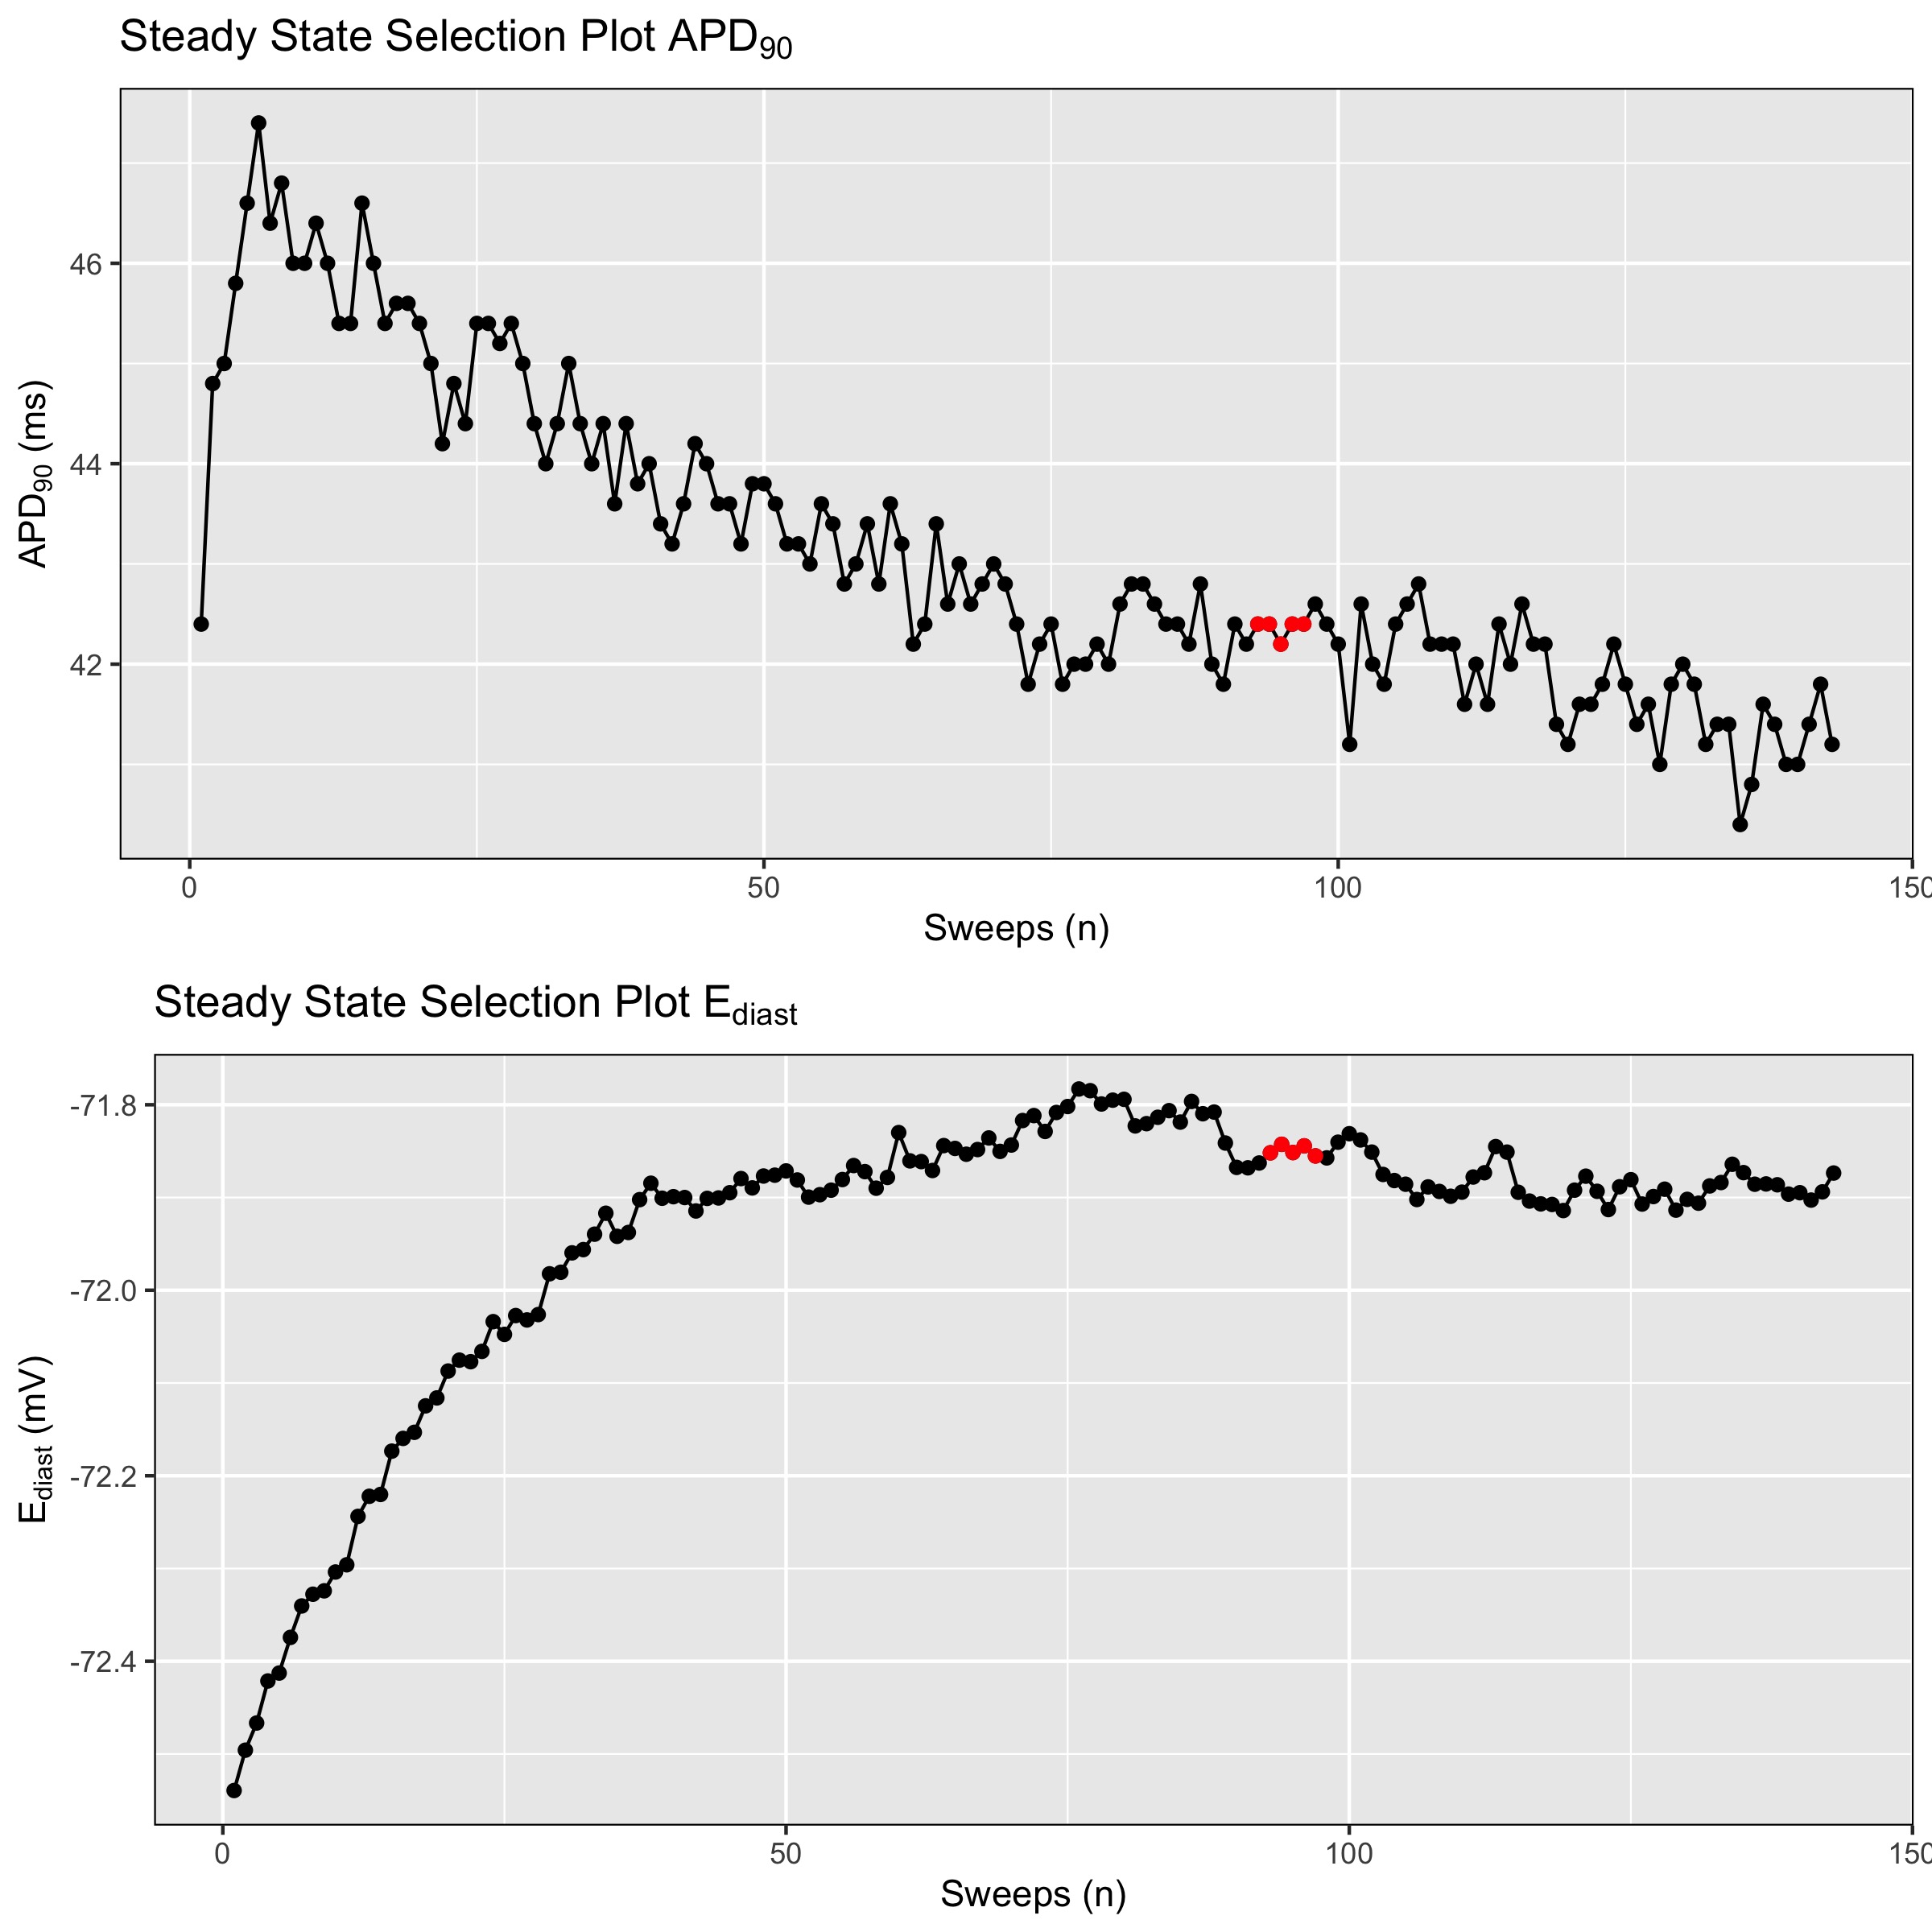 Steady State Selection Plot APD90
46
44
42
APD90 (ms)
0 50 100 150
Sweeps (n)
Steady State Selection Plot Ediast
-71.8
-72.0
-72.2
-72.4
Ediast (mV)
0 50 100 150
Sweeps (n)